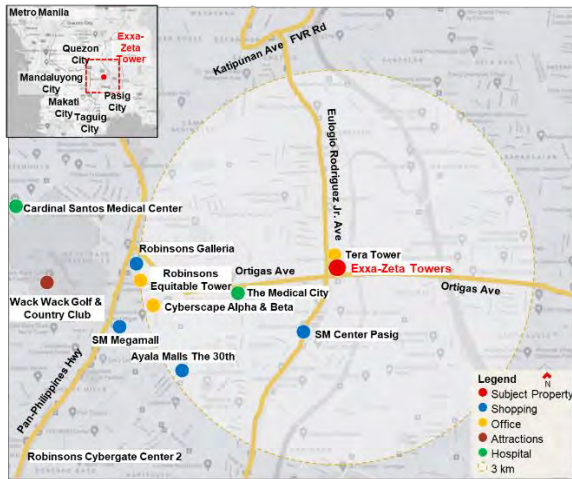 Metro Manila
Quezon
City
Exxa-
Zeta
Tower
Mandaluyong
City
Makati
City
Pasig
City
Taguig
City
Katipunan Ave
FVR Rd
Eulogio Rodriguez Jr. Ave
Cardinal Santos Medical Center
Robinsons Galleria
Tera Tower
Exxa-Zeta Towers
Ortigas Ave
Robinsons
Equitable Tower
Ortigas Ave
Wack Wack Golf &
Country Club
The Medical City
Cyberscape Alpha & Beta
SM Megamall
SM Center Pasig
Ayala Malls The 30th
Pan-Philippines Hwy
Robinsons Cybergate Center 2
Legend
N
Subject Property
Shopping
Office
Attractions
Hospital
3 km